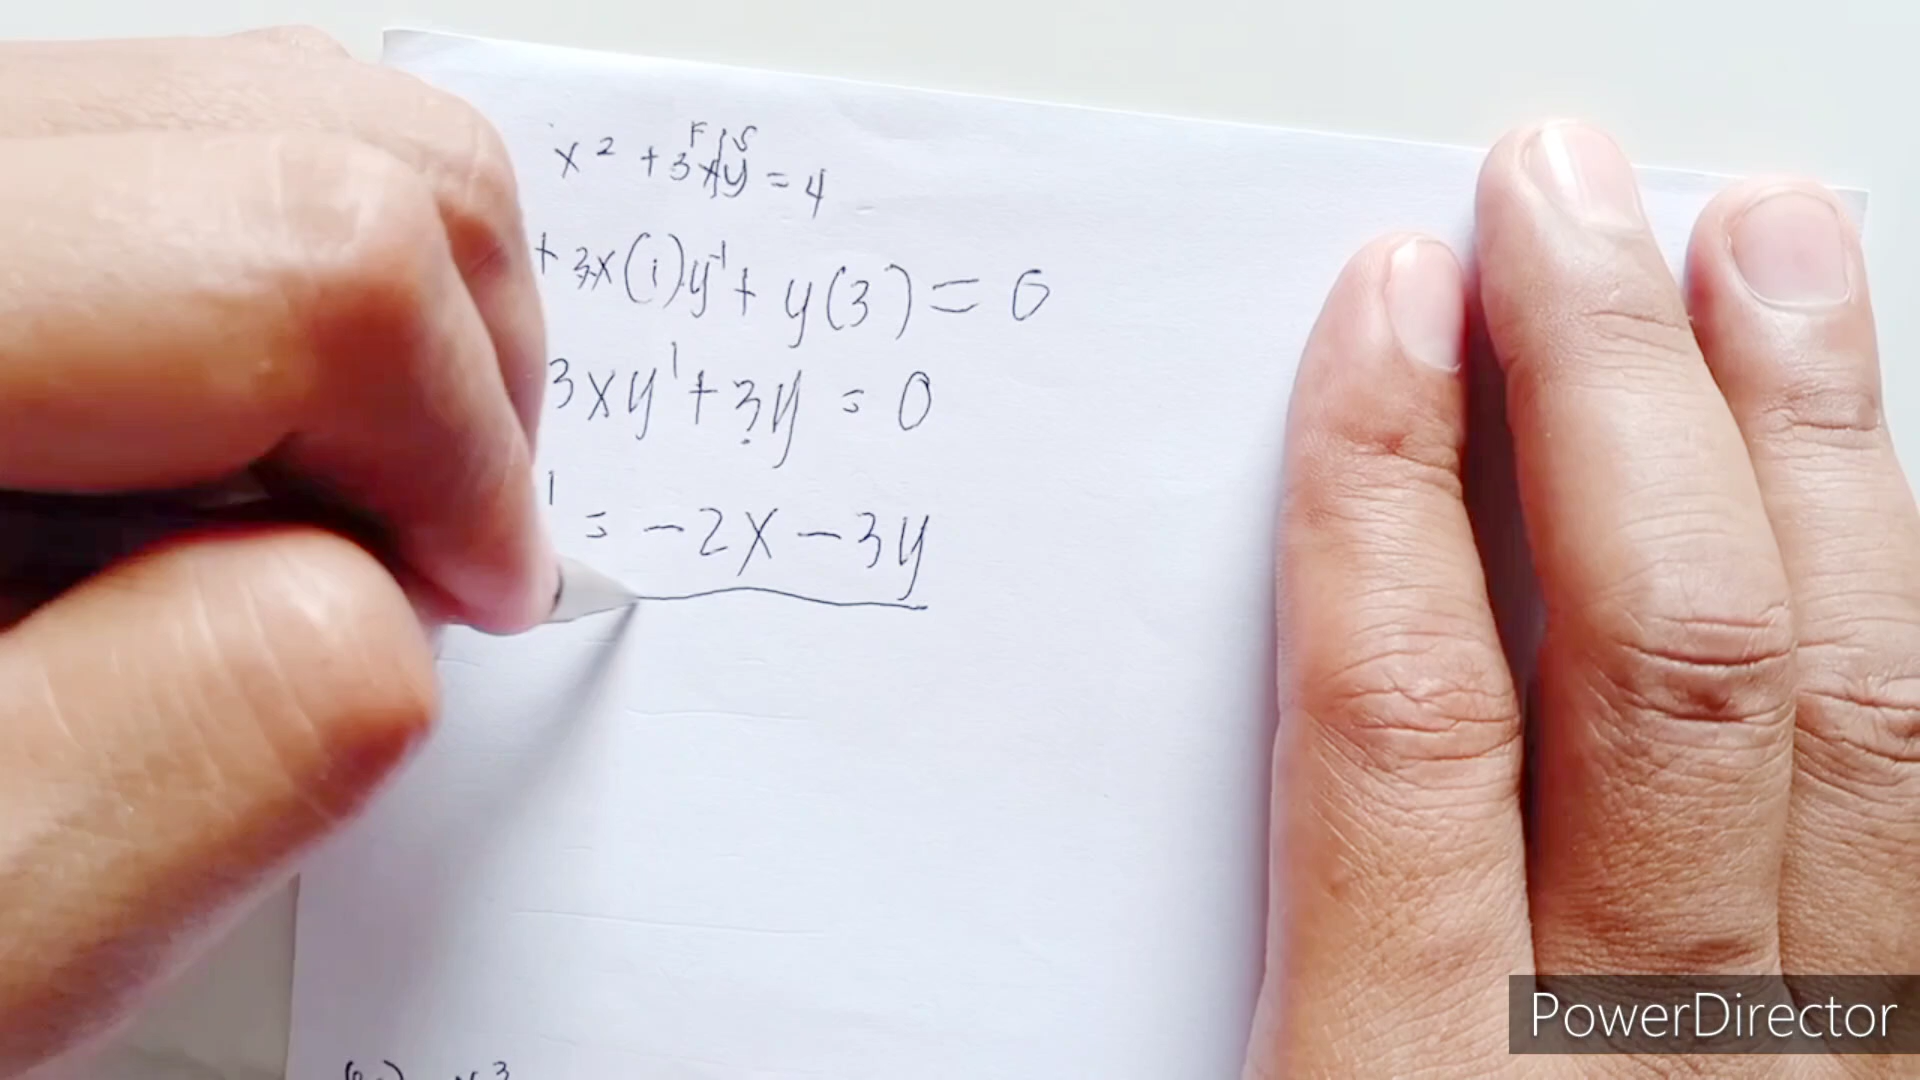 F S
x² + 3xy = 4
+ 3x(1)y' + y(3) = 0
3xy' + 3y = 0
' = -2x - 3y
PowerDirector